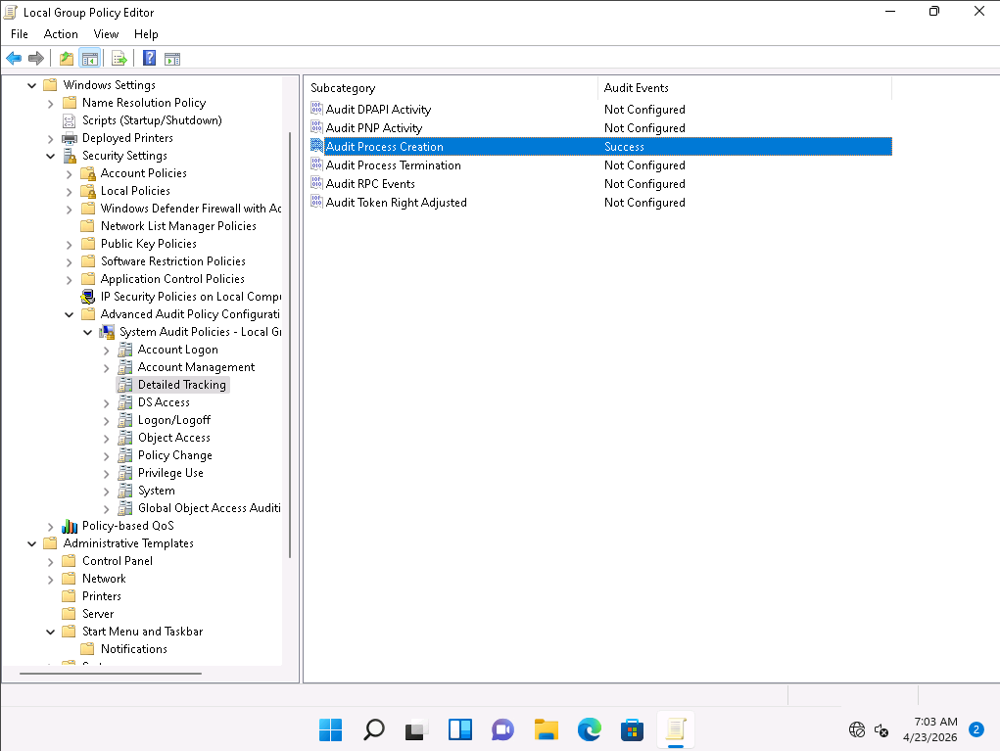 Local Group Policy Editor
File Action View Help
Windows Settings
Name Resolution Policy
Scripts (Startup/Shutdown)
Deployed Printers
Security Settings
Account Policies
Local Policies
Windows Defender Firewall with Ac
Network List Manager Policies
Public Key Policies
Software Restriction Policies
Application Control Policies
IP Security Policies on Local Compu
Advanced Audit Policy Configurati
System Audit Policies - Local Gr
Account Logon
Account Management
Detailed Tracking
DS Access
Logon/Logoff
Object Access
Policy Change
Privilege Use
System
Global Object Access Auditi
Policy-based QoS
Administrative Templates
Control Panel
Network
Printers
Server
Start Menu and Taskbar
Notifications
Subcategory Audit Events
Audit DPAPI Activity Not Configured
Audit PNP Activity Not Configured
Audit Process Creation Success
Audit Process Termination Not Configured
Audit RPC Events Not Configured
Audit Token Right Adjusted Not Configured
7:03 AM
4/23/2026
2